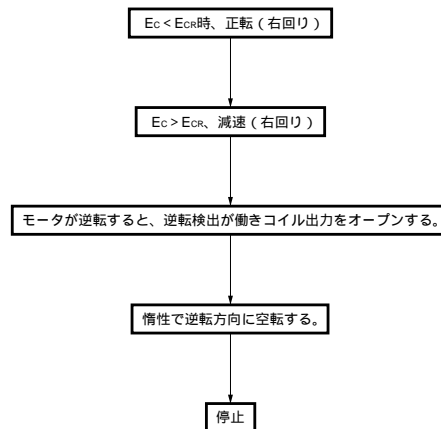 EC＜ECR時、正転（右回り）
EC＞ECR、減速（右回り）
モータが逆転すると、逆転検出が働きコイル出力をオープンする。
惰性で逆転方向に空転する。
停止